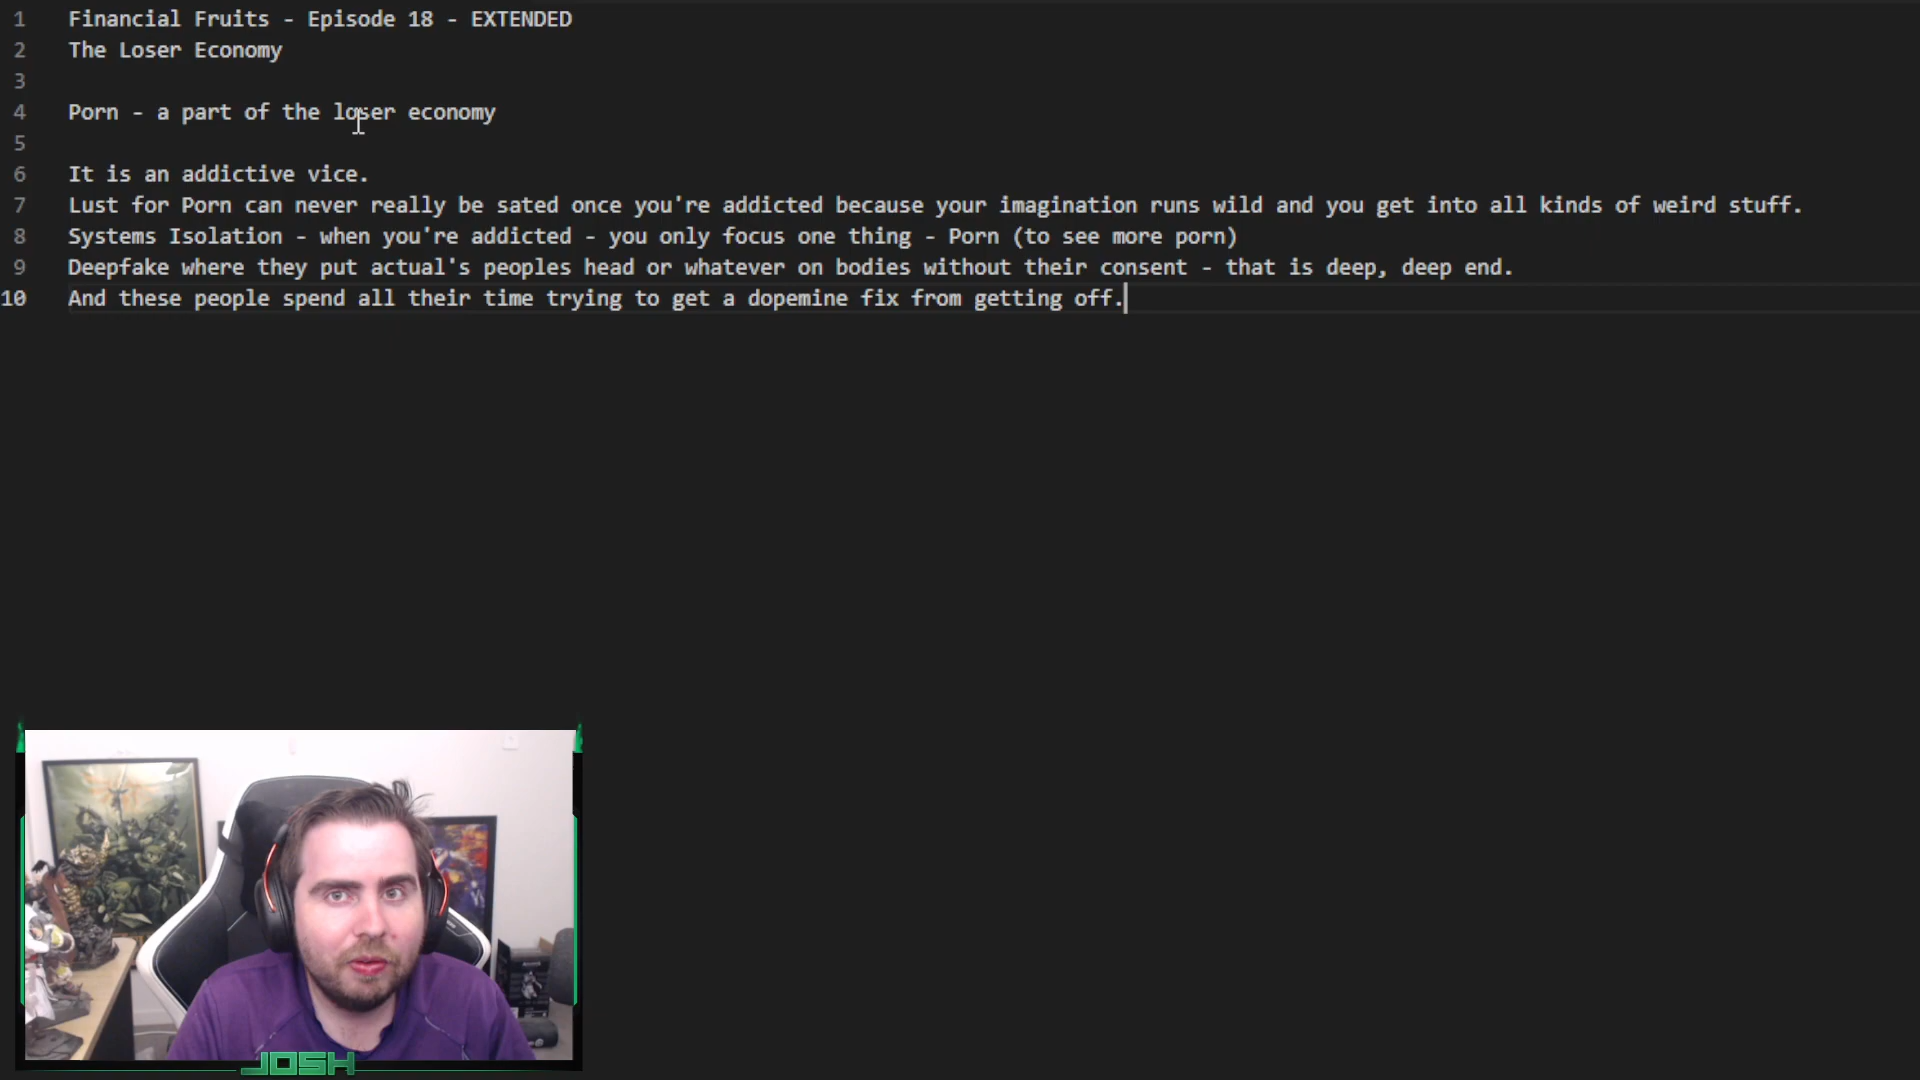 1 Financial Fruits - Episode 18 - EXTENDED
2 The Loser Economy
3
4 Porn - a part of the loser economy
5
6 It is an addictive vice.
7 Lust for Porn can never really be sated once you're addicted because your imagination runs wild and you get into all kinds of weird stuff.
8 Systems Isolation - when you're addicted - you only focus one thing - Porn (to see more porn)
9 Deepfake where they put actual's peoples head or whatever on bodies without their consent - that is deep, deep end.
10 And these people spend all their time trying to get a dopemine fix from getting off.
JOSH